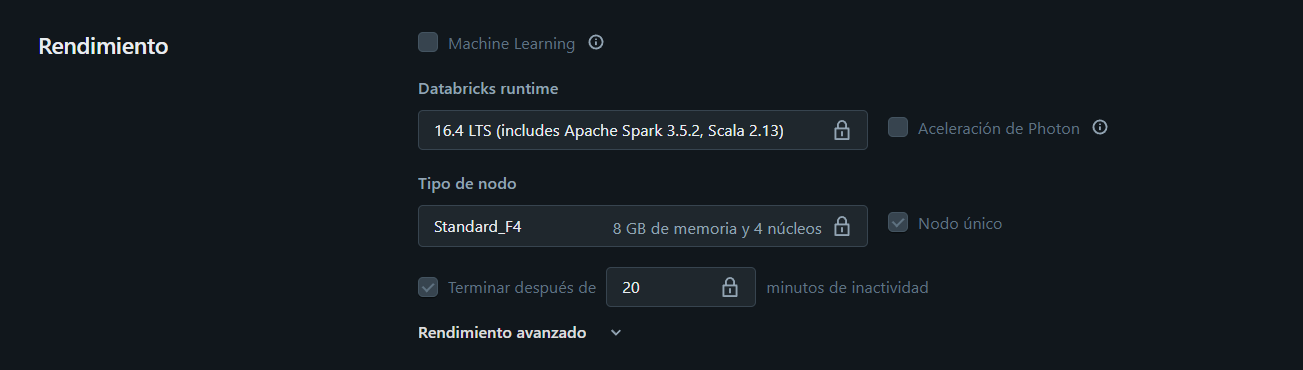 Rendimiento
Machine Learning
Databricks runtime
16.4 LTS (includes Apache Spark 3.5.2, Scala 2.13)
Aceleración de Photon
Tipo de nodo
Standard_F4 8 GB de memoria y 4 núcleos
Nodo único
Terminar después de 20 minutos de inactividad
Rendimiento avanzado